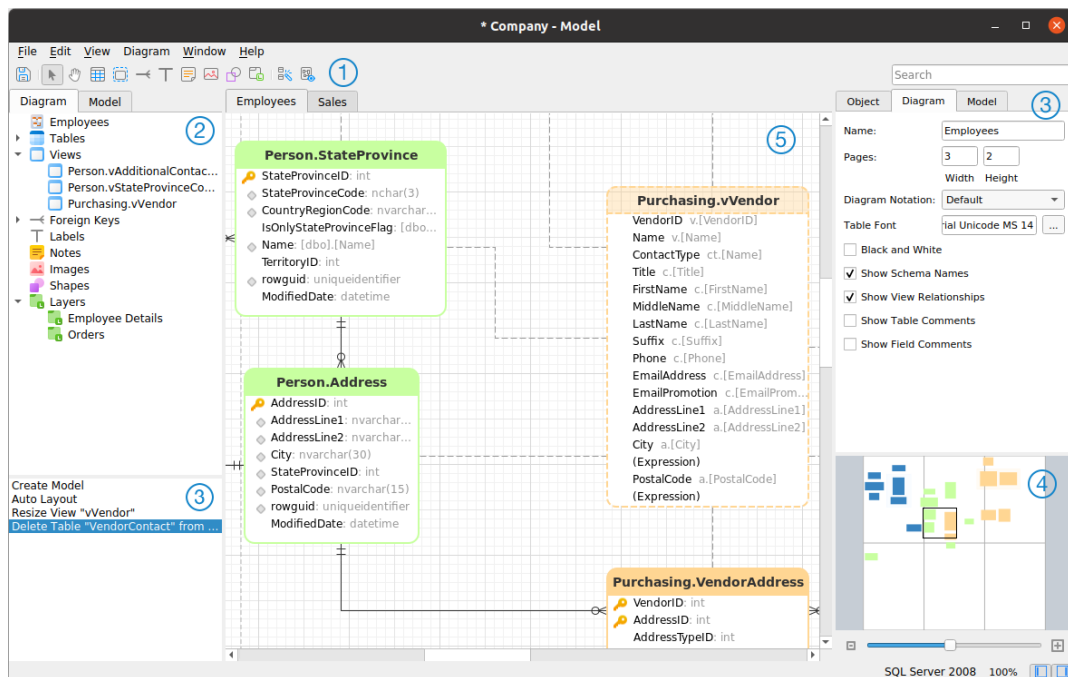 * Company - Model
File Edit View Diagram Window Help
1
Search
Diagram Model
Employees
Tables
Views
Person.vAdditionalContac...
Person.vStateProvinceCo...
Purchasing.vVendor
Foreign Keys
Labels
Notes
Images
Shapes
Layers
Employee Details
Orders
2
Create Model
Auto Layout
Resize View "vVendor"
Delete Table "VendorContact" from ...
3
Employees Sales
5
Person.StateProvince
StateProvinceID: int
StateProvinceCode: nchar(3)
CountryRegionCode: nvarchar...
IsOnlyStateProvinceFlag: [dbo...
Name: [dbo].[Name]
TerritoryID: int
rowguid: uniqueidentifier
ModifiedDate: datetime
Person.Address
AddressID: int
AddressLine1: nvarchar...
AddressLine2: nvarchar...
City: nvarchar(30)
StateProvinceID: int
PostalCode: nvarchar(15)
rowguid: uniqueidentifier
ModifiedDate: datetime
Purchasing.vVendor
VendorID v.[VendorID]
Name v.[Name]
ContactType ct.[Name]
Title c.[Title]
FirstName c.[FirstName]
MiddleName c.[MiddleName]
LastName c.[LastName]
Suffix c.[Suffix]
Phone c.[Phone]
EmailAddress c.[EmailAddress]
EmailPromotion c.[EmailProm...
AddressLine1 a.[AddressLine1]
AddressLine2 a.[AddressLine2]
City a.[City]
(Expression)
PostalCode a.[PostalCode]
(Expression)
Purchasing.VendorAddress
VendorID: int
AddressID: int
AddressTypeID: int
Object Diagram Model
3
Name: Employees
Pages: 3 2
Width Height
Diagram Notation: Default
Table Font rial Unicode MS 14 ...
Black and White
Show Schema Names
Show View Relationships
Show Table Comments
Show Field Comments
4
SQL Server 2008 100%